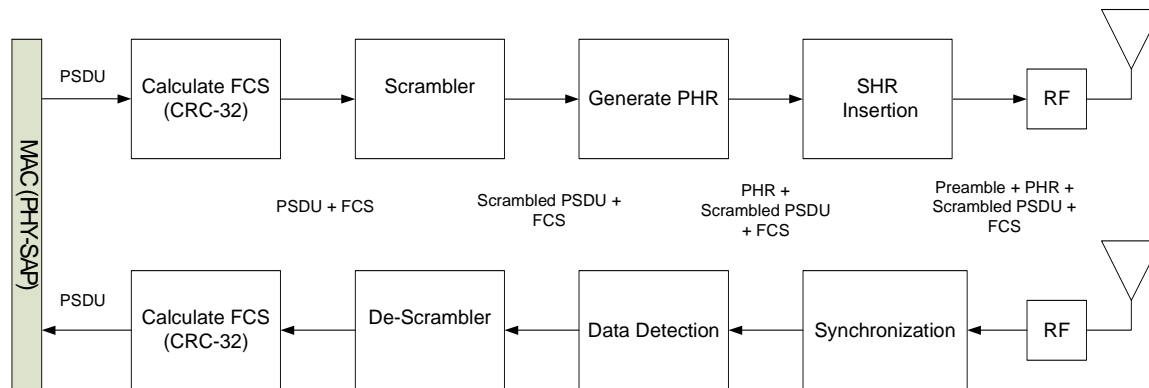 PSDU
Calculate FCS
(CRC-32)
Scrambler
Generate PHR
SHR
Insertion
RF
MAC (PHY-SAP)
PSDU + FCS
Scrambled PSDU +
FCS
PHR +
Scrambled PSDU
+ FCS
Preamble + PHR +
Scrambled PSDU +
FCS
PSDU
Calculate FCS
(CRC-32)
De-Scrambler
Data Detection
Synchronization
RF